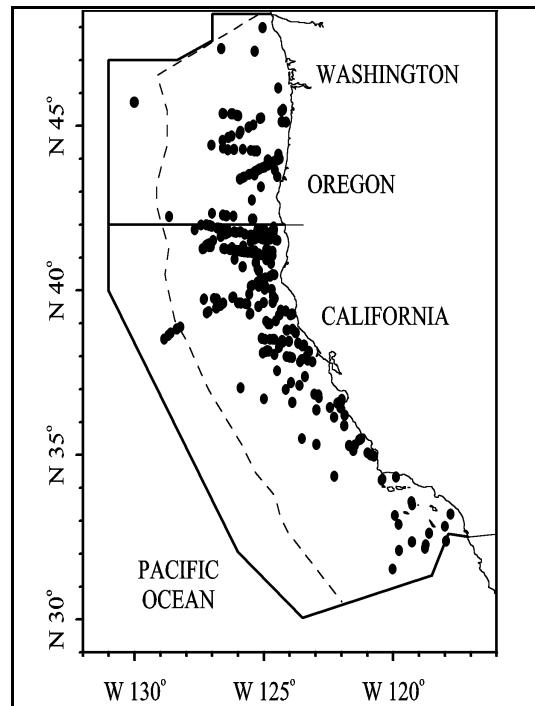 WASHINGTON
N 45°
OREGON
N 40°
CALIFORNIA
N 35°
PACIFIC
OCEAN
N 30°
W 130° W 125° W 120°